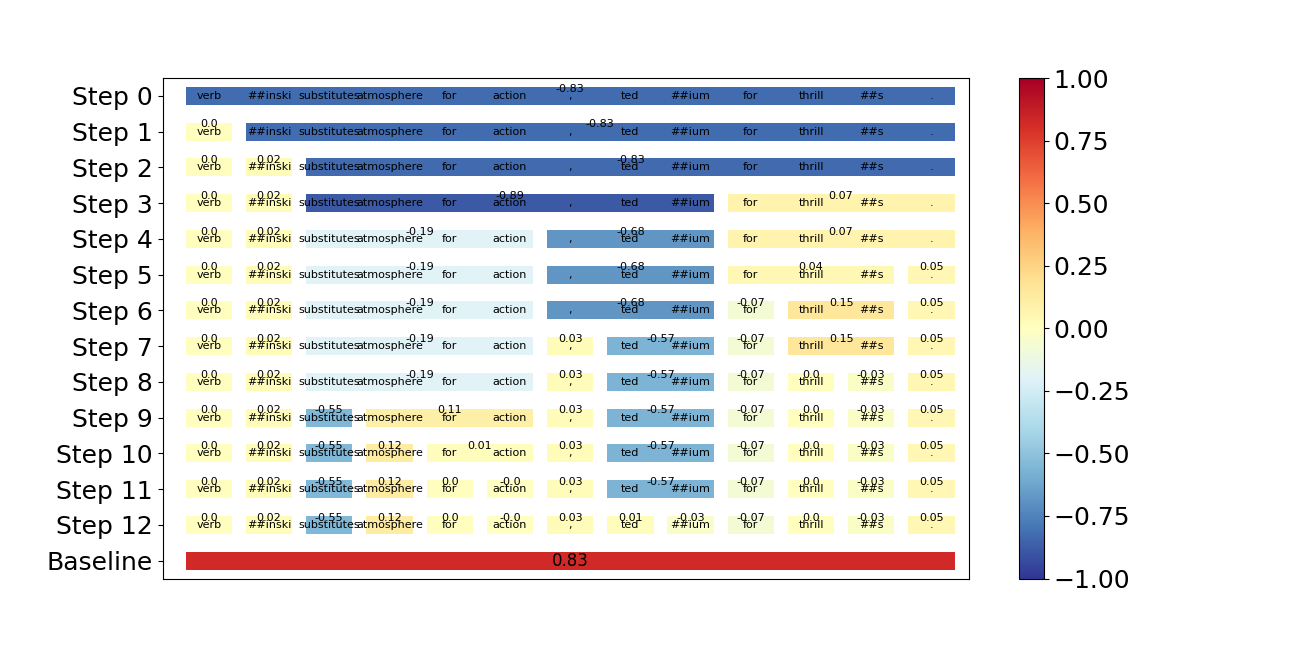 1.00
-0.83
Step 0 verb ##inski substitutes atmosphere for action , ted ##ium for thrill ##s .
0.0 -0.83
Step 1 verb ##inski substitutes atmosphere for action , ted ##ium for thrill ##s .
0.75
0.0 0.02 -0.83
Step 2 verb ##inski substitutes atmosphere for action , ted ##ium for thrill ##s .
0.0 0.02 -0.89 0.07
Step 3 verb ##inski substitutes atmosphere for action , ted ##ium for thrill ##s .
0.50
0.0 0.02 -0.19 -0.68 0.07
Step 4 verb ##inski substitutes atmosphere for action , ted ##ium for thrill ##s .
0.25
0.0 0.02 -0.19 -0.68 0.04 0.05
Step 5 verb ##inski substitutes atmosphere for action , ted ##ium for thrill ##s .
0.0 0.02 -0.19 -0.68 -0.07 0.15 0.05
Step 6 verb ##inski substitutes atmosphere for action , ted ##ium for thrill ##s .
0.00
0.0 0.02 -0.19 0.03 -0.57 -0.07 0.15 0.05
Step 7 verb ##inski substitutes atmosphere for action , ted ##ium for thrill ##s .
0.0 0.02 -0.19 0.03 -0.57 -0.07 0.0 -0.03 0.05
Step 8 verb ##inski substitutes atmosphere for action , ted ##ium for thrill ##s .
−0.25
0.0 0.02 -0.55 0.11 0.03 -0.57 -0.07 0.0 -0.03 0.05
Step 9 verb ##inski substitutes atmosphere for action , ted ##ium for thrill ##s .
0.0 0.02 -0.55 0.12 0.01 0.03 -0.57 -0.07 0.0 -0.03 0.05
Step 10 verb ##inski substitutes atmosphere for action , ted ##ium for thrill ##s .
−0.50
0.0 0.02 -0.55 0.12 0.0 -0.0 0.03 -0.57 -0.07 0.0 -0.03 0.05
Step 11 verb ##inski substitutes atmosphere for action , ted ##ium for thrill ##s .
−0.75
0.0 0.02 -0.55 0.12 0.0 -0.0 0.03 0.01 -0.03 -0.07 0.0 -0.03 0.05
Step 12 verb ##inski substitutes atmosphere for action , ted ##ium for thrill ##s .
Baseline 0.83
−1.00